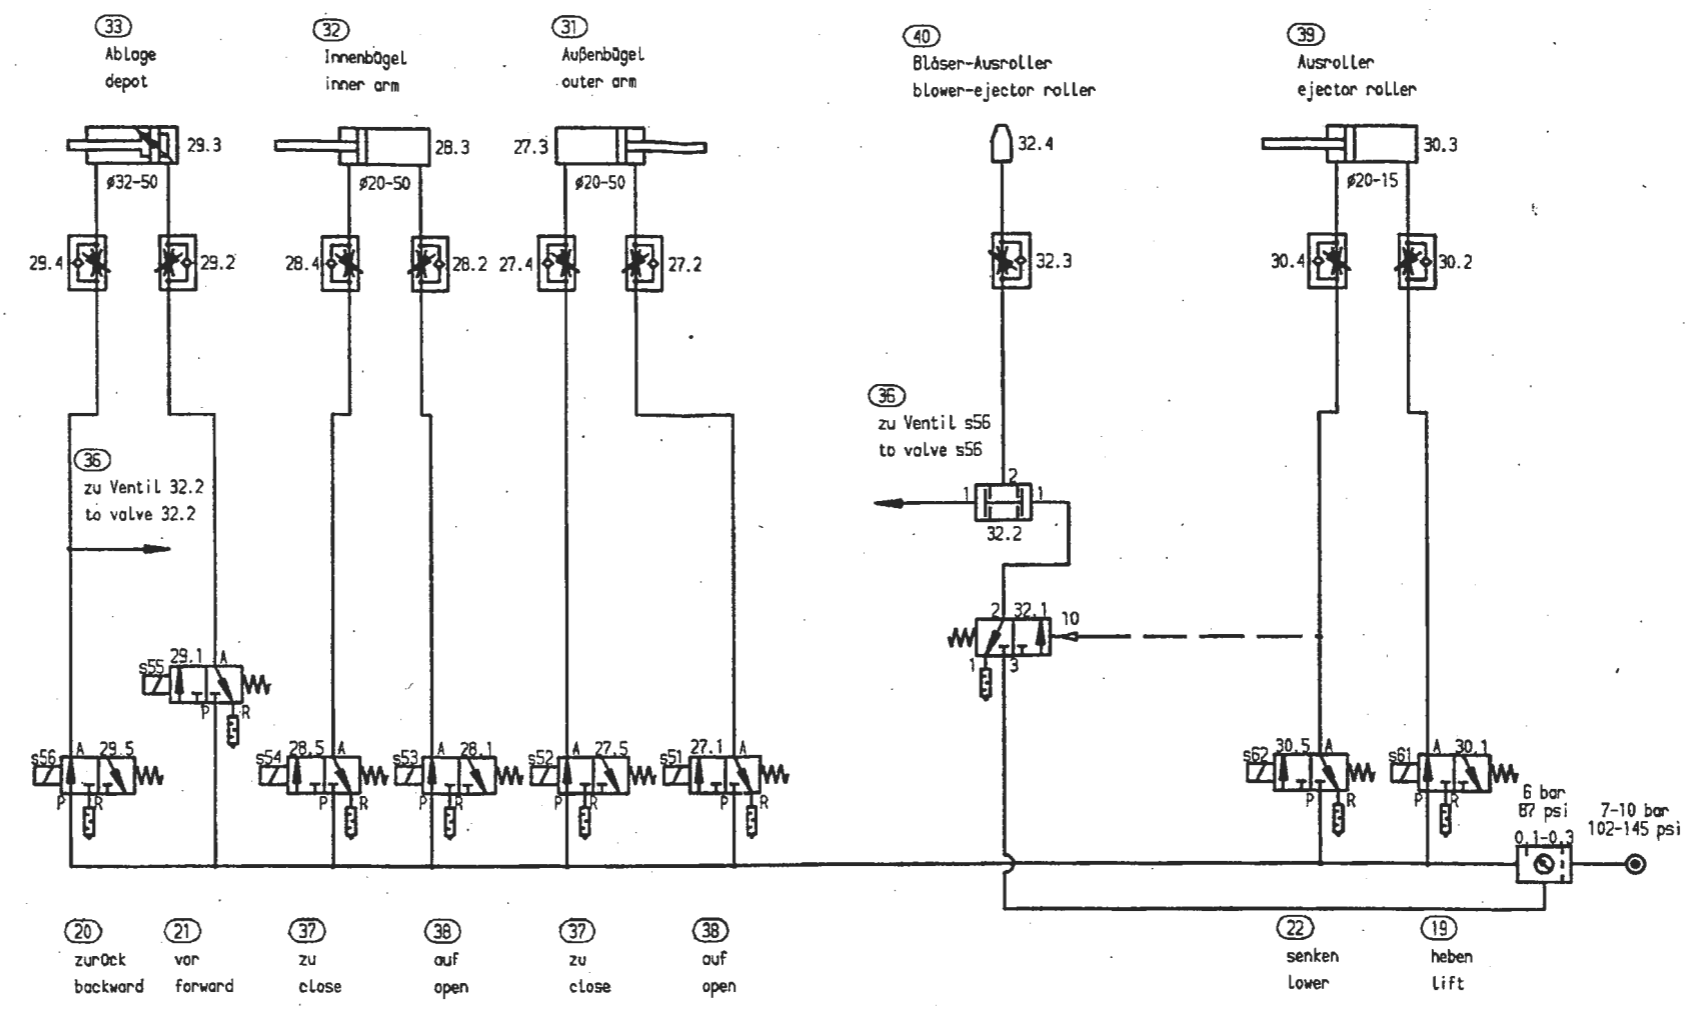 33
Ablage
depot
32
Innenbügel
inner arm
31
Außenbügel
outer arm
40
Bläser-Ausroller
blower-ejector roller
39
Ausroller
ejector roller
29.3
28.3
27.3
32.4
30.3
ø32-50
ø20-50
ø20-50
ø20-15
29.4
29.2
28.4
28.2
27.4
27.2
32.3
30.4
30.2
36
zu Ventil s56
to valve s56
36
zu Ventil 32.2
to valve 32.2
1
2
1
32.2
2
32.1
10
1
3
s55
29.1
A
P
R
s56
A
29.5
P
R
s54
28.5
A
P
R
s53
A
28.1
P
R
s52
A
27.5
P
R
s51
27.1
A
P
R
s62
30.5
A
P
R
s61
A
30.1
P
R
6 bar
87 psi
0,1-0,3
7-10 bar
102-145 psi
20
zurück
backward
21
vor
forward
37
zu
close
38
auf
open
37
zu
close
38
auf
open
22
senken
lower
19
heben
lift